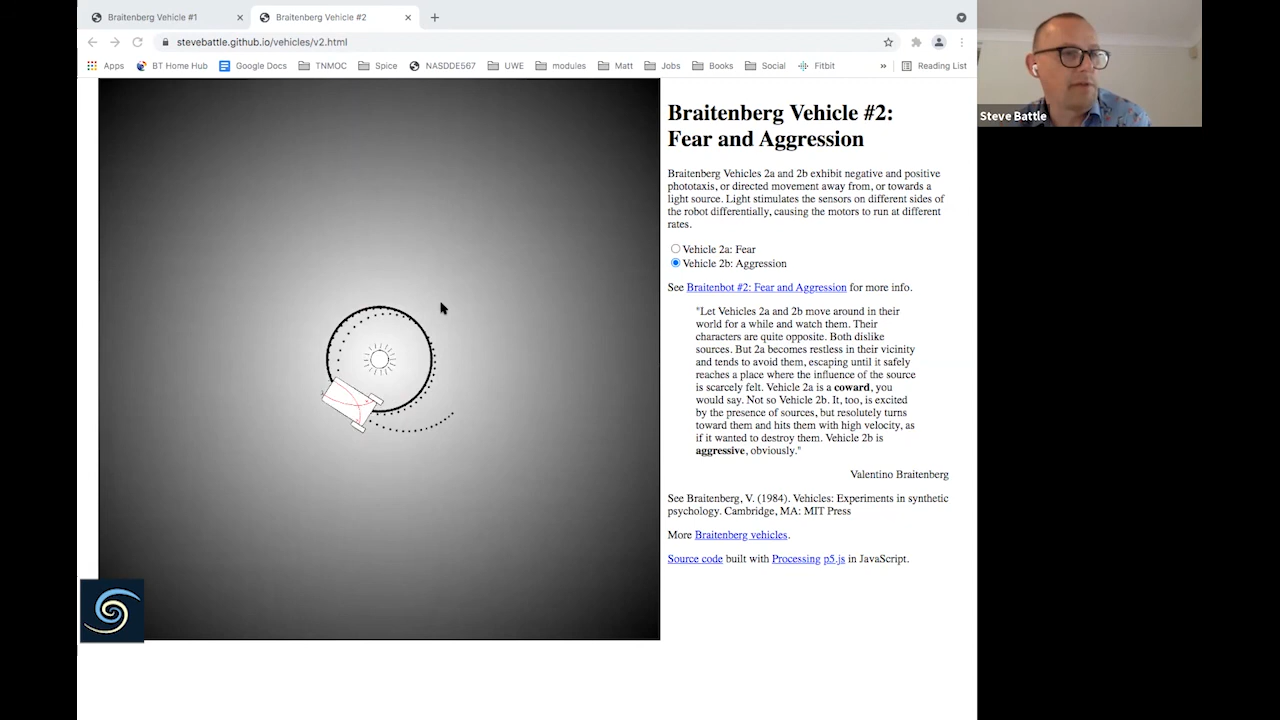 Braitenberg Vehicle #1
Braitenberg Vehicle #2
stevebattle.github.io/vehicles/v2.html
Apps
BT Home Hub
Google Docs
TNMOC
Spice
NASDDE567
UWE
modules
Matt
Jobs
Books
Social
Fitbit
»
Reading List
Steve Battle
Braitenberg Vehicle #2:
Fear and Aggression
Braitenberg Vehicles 2a and 2b exhibit negative and positive
phototaxis, or directed movement away from, or towards a
light source. Light stimulates the sensors on different sides of
the robot differentially, causing the motors to run at different
rates.
Vehicle 2a: Fear
Vehicle 2b: Aggression
See Braitenbot #2: Fear and Aggression for more info.
"Let Vehicles 2a and 2b move around in their
world for a while and watch them. Their
characters are quite opposite. Both dislike
sources. But 2a becomes restless in their vicinity
and tends to avoid them, escaping until it safely
reaches a place where the influence of the source
is scarcely felt. Vehicle 2a is a coward, you
would say. Not so Vehicle 2b. It, too, is excited
by the presence of sources, but resolutely turns
toward them and hits them with high velocity, as
if it wanted to destroy them. Vehicle 2b is
aggressive, obviously."
Valentino Braitenberg
See Braitenberg, V. (1984). Vehicles: Experiments in synthetic
psychology. Cambridge, MA: MIT Press
More Braitenberg vehicles.
Source code built with Processing p5.js in JavaScript.